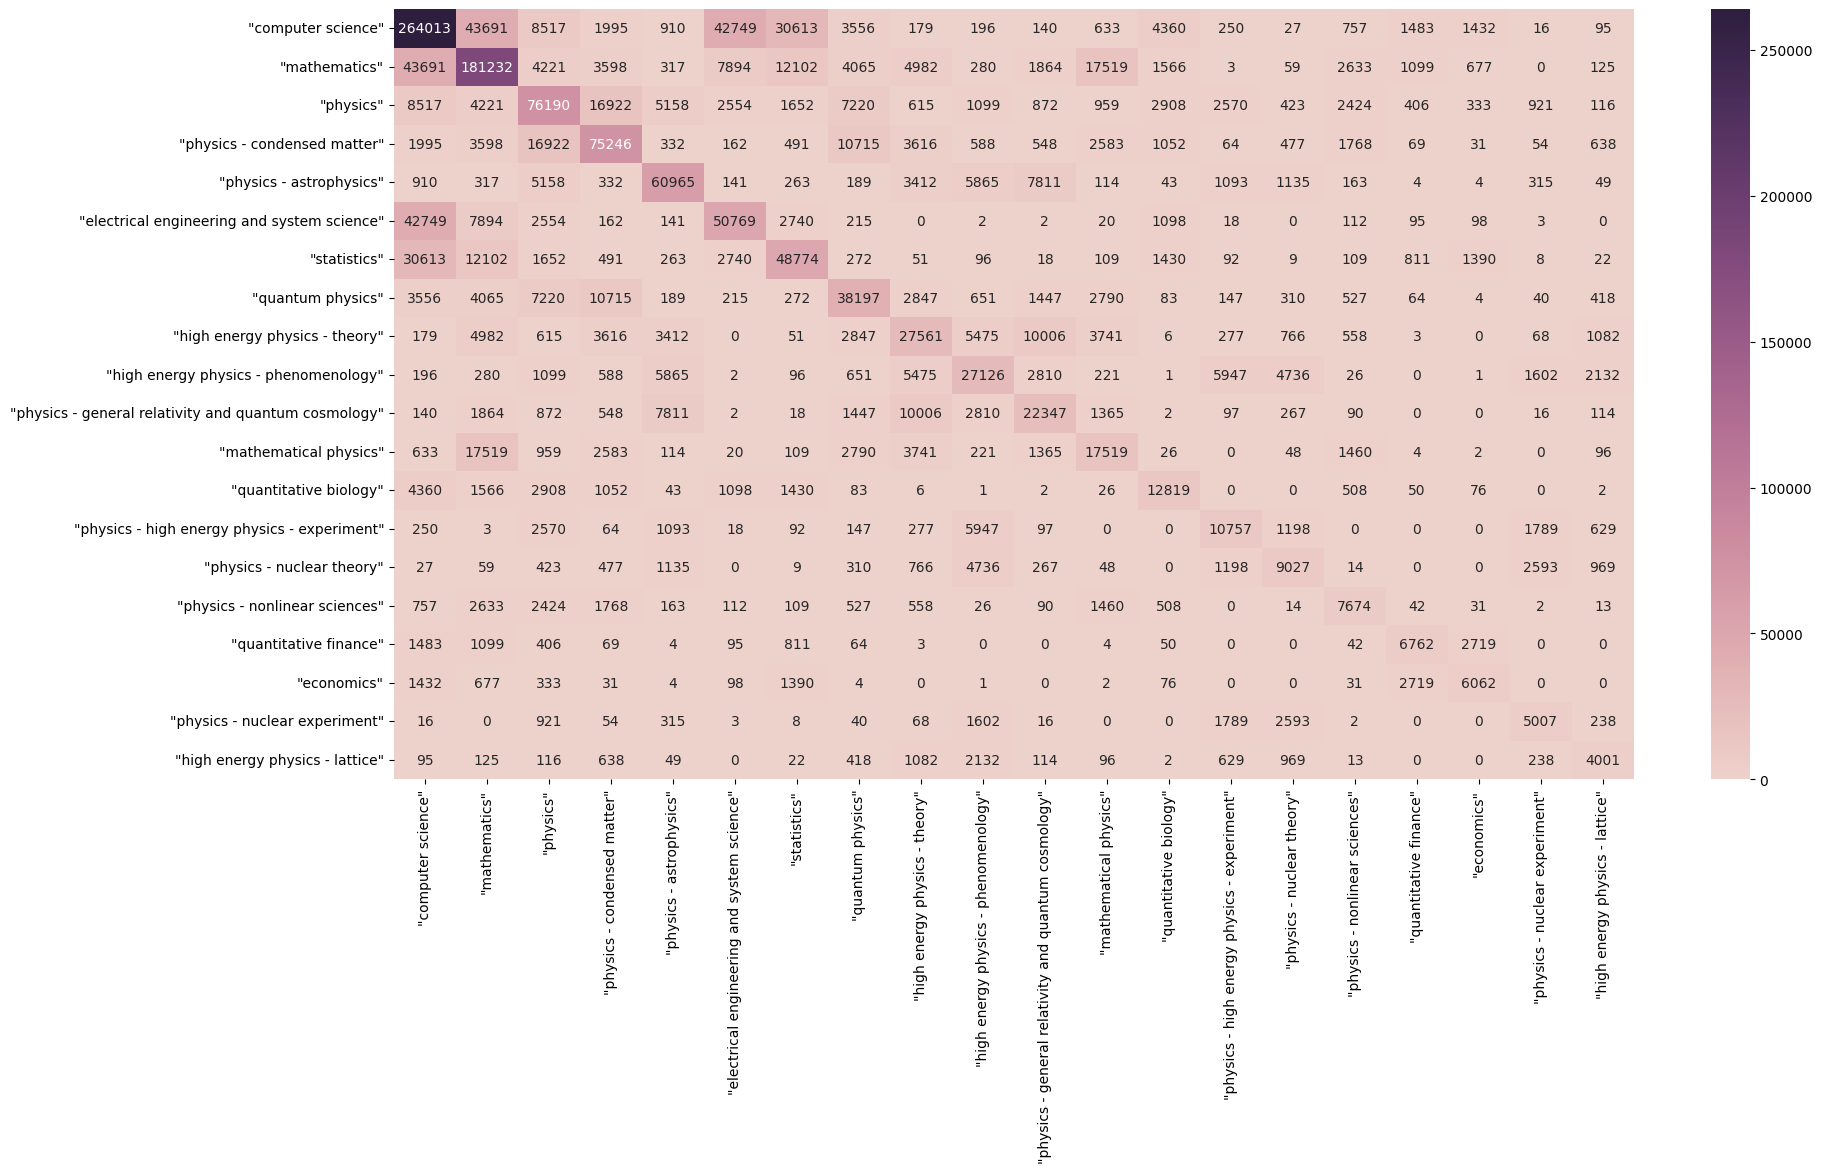 "computer science" 264013 43691 8517 1995 910 42749 30613 3556 179 196 140 633 4360 250 27 757 1483 1432 16 95
"mathematics" 43691 181232 4221 3598 317 7894 12102 4065 4982 280 1864 17519 1566 3 59 2633 1099 677 0 125
"physics" 8517 4221 76190 16922 5158 2554 1652 7220 615 1099 872 959 2908 2570 423 2424 406 333 921 116
"physics - condensed matter" 1995 3598 16922 75246 332 162 491 10715 3616 588 548 2583 1052 64 477 1768 69 31 54 638
"physics - astrophysics" 910 317 5158 332 60965 141 263 189 3412 5865 7811 114 43 1093 1135 163 4 4 315 49
"electrical engineering and system science" 42749 7894 2554 162 141 50769 2740 215 0 2 2 20 1098 18 0 112 95 98 3 0
"statistics" 30613 12102 1652 491 263 2740 48774 272 51 96 18 109 1430 92 9 109 811 1390 8 22
"quantum physics" 3556 4065 7220 10715 189 215 272 38197 2847 651 1447 2790 83 147 310 527 64 4 40 418
"high energy physics - theory" 179 4982 615 3616 3412 0 51 2847 27561 5475 10006 3741 6 277 766 558 3 0 68 1082
"high energy physics - phenomenology" 196 280 1099 588 5865 2 96 651 5475 27126 2810 221 1 5947 4736 26 0 1 1602 2132
"physics - general relativity and quantum cosmology" 140 1864 872 548 7811 2 18 1447 10006 2810 22347 1365 2 97 267 90 0 0 16 114
"mathematical physics" 633 17519 959 2583 114 20 109 2790 3741 221 1365 17519 26 0 48 1460 4 2 0 96
"quantitative biology" 4360 1566 2908 1052 43 1098 1430 83 6 1 2 26 12819 0 0 508 50 76 0 2
"physics - high energy physics - experiment" 250 3 2570 64 1093 18 92 147 277 5947 97 0 0 10757 1198 0 0 0 1789 629
"physics - nuclear theory" 27 59 423 477 1135 0 9 310 766 4736 267 48 0 1198 9027 14 0 0 2593 969
"physics - nonlinear sciences" 757 2633 2424 1768 163 112 109 527 558 26 90 1460 508 0 14 7674 42 31 2 13
"quantitative finance" 1483 1099 406 69 4 95 811 64 3 0 0 4 50 0 0 42 6762 2719 0 0
"economics" 1432 677 333 31 4 98 1390 4 0 1 0 2 76 0 0 31 2719 6062 0 0
"physics - nuclear experiment" 16 0 921 54 315 3 8 40 68 1602 16 0 0 1789 2593 2 0 0 5007 238
"high energy physics - lattice" 95 125 116 638 49 0 22 418 1082 2132 114 96 2 629 969 13 0 0 238 4001
"computer science"
"mathematics"
"physics"
"physics - condensed matter"
"physics - astrophysics"
"electrical engineering and system science"
"statistics"
"quantum physics"
"high energy physics - theory"
"high energy physics - phenomenology"
"physics - general relativity and quantum cosmology"
"mathematical physics"
"quantitative biology"
"physics - high energy physics - experiment"
"physics - nuclear theory"
"physics - nonlinear sciences"
"quantitative finance"
"economics"
"physics - nuclear experiment"
"high energy physics - lattice"
250000
200000
150000
100000
50000
0